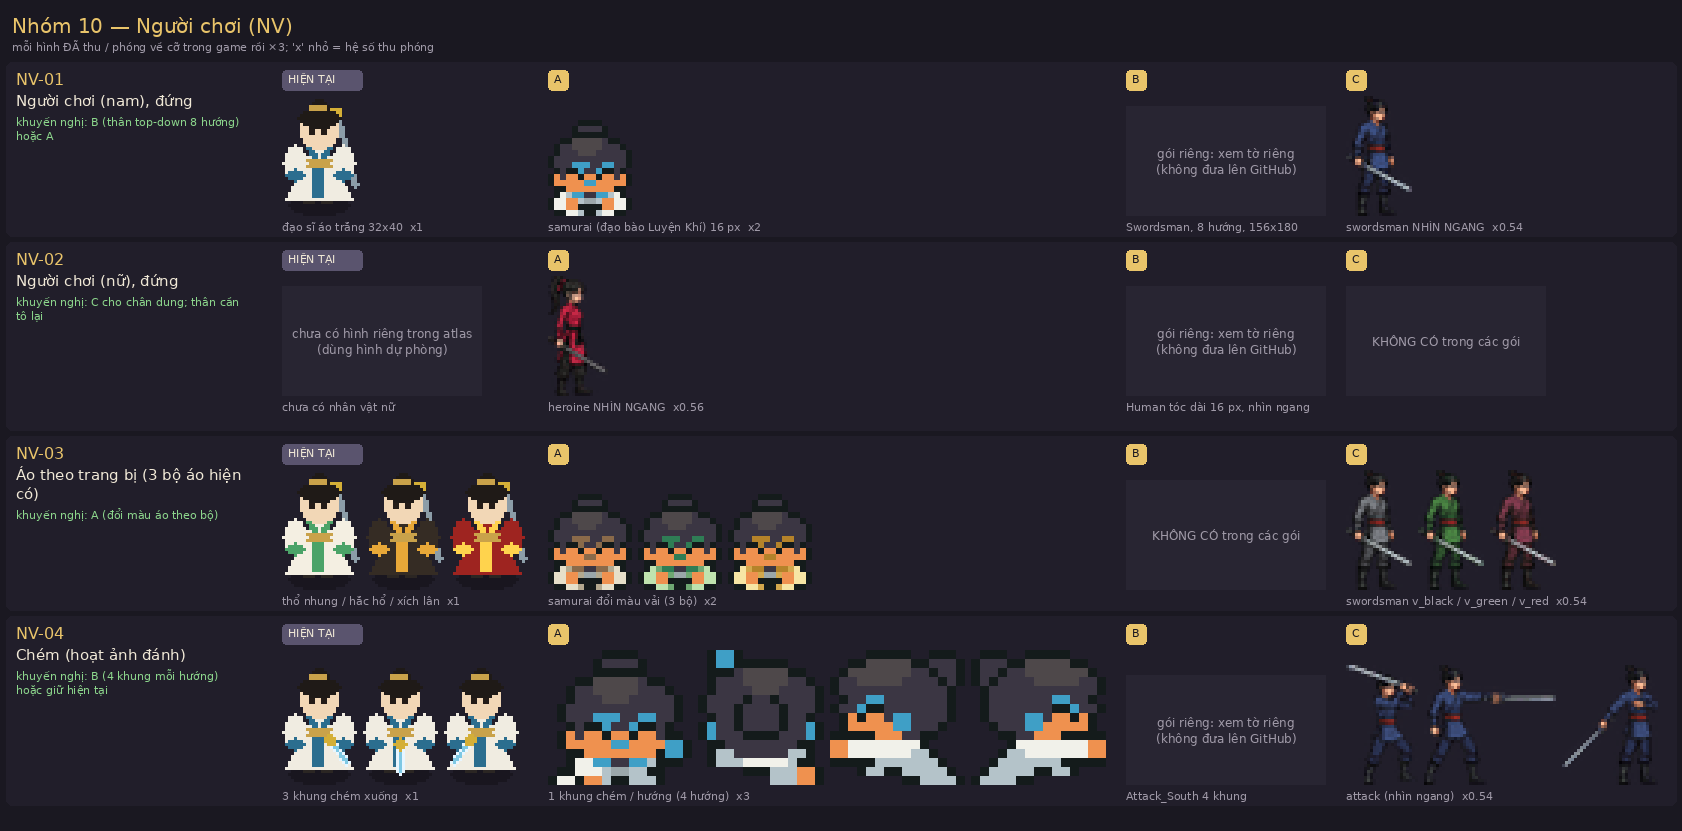 Nhóm 10 — Người chơi (NV)
mỗi hình ĐÃ thu / phóng về cỡ trong game rồi ×3; 'x' nhỏ = hệ số thu phóng
NV-01
Người chơi (nam), đứng
khuyến nghị: B (thân top-down 8 hướng)
hoặc A
HIỆN TẠI
đạo sĩ áo trắng 32x40 x1
A
samurai (đạo bào Luyện Khí) 16 px x2
B
gói riêng: xem tờ riêng
(không đưa lên GitHub)
Swordsman, 8 hướng, 156x180
C
swordsman NHÌN NGANG x0.54
NV-02
Người chơi (nữ), đứng
khuyến nghị: C cho chân dung; thân cần
tô lại
HIỆN TẠI
chưa có hình riêng trong atlas
(dùng hình dự phòng)
chưa có nhân vật nữ
A
heroine NHÌN NGANG x0.56
B
gói riêng: xem tờ riêng
(không đưa lên GitHub)
Human tóc dài 16 px, nhìn ngang
C
KHÔNG CÓ trong các gói
NV-03
Áo theo trang bị (3 bộ áo hiện
có)
khuyến nghị: A (đổi màu áo theo bộ)
HIỆN TẠI
thổ nhung / hắc hổ / xích lân x1
A
samurai đổi màu vải (3 bộ) x2
B
KHÔNG CÓ trong các gói
C
swordsman v_black / v_green / v_red x0.54
NV-04
Chém (hoạt ảnh đánh)
khuyến nghị: B (4 khung mỗi hướng)
hoặc giữ hiện tại
HIỆN TẠI
3 khung chém xuống x1
A
1 khung chém / hướng (4 hướng) x3
B
gói riêng: xem tờ riêng
(không đưa lên GitHub)
Attack_South 4 khung
C
attack (nhìn ngang) x0.54